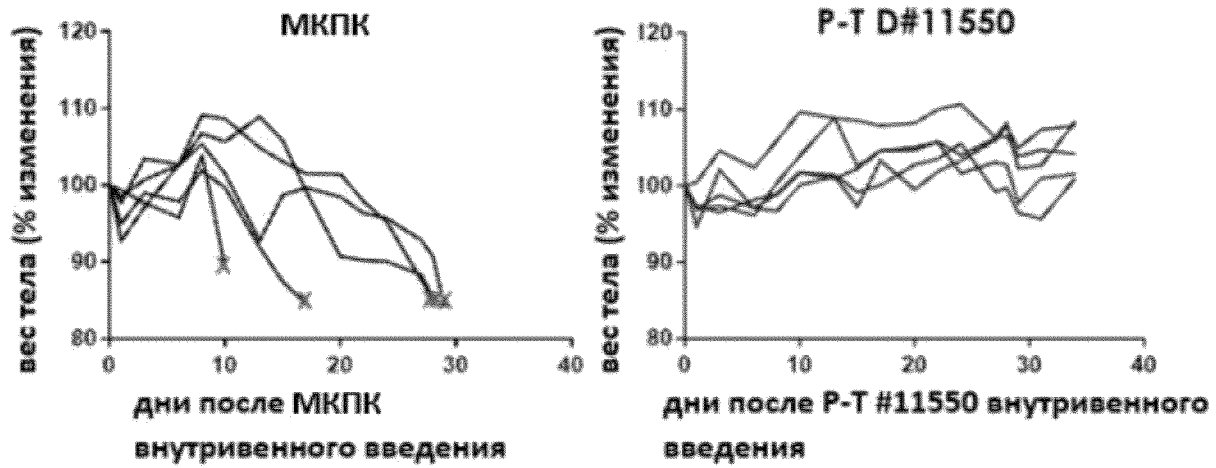 МКПК
вес тела (% изменения)
120
110
100
90
80
0
10
20
30
40
дни после МКПК
внутривенного введения
P-T D#11550
вес тела (% изменения)
120
110
100
90
80
0
10
20
30
40
дни после P-T #11550 внутривенного
введения